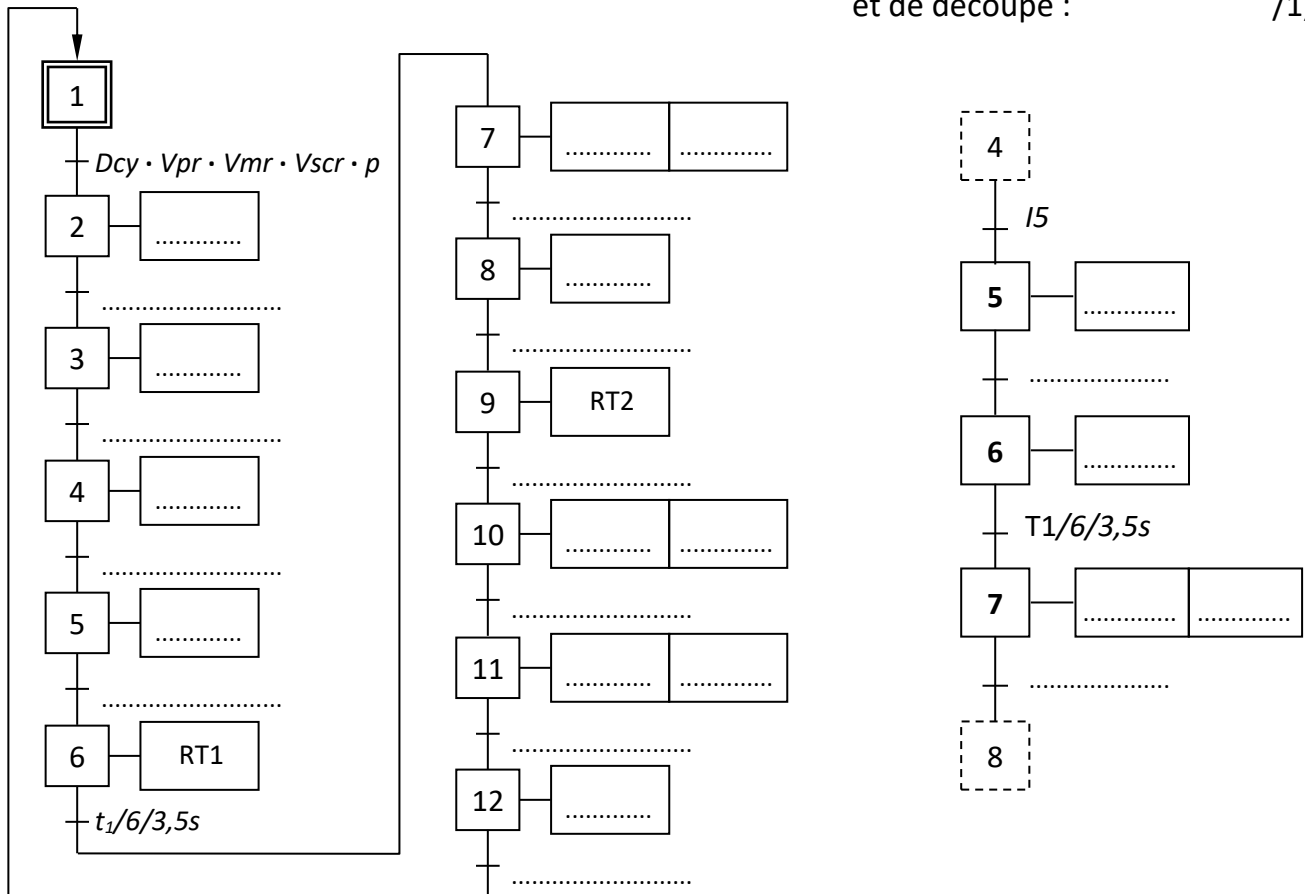 et de découpe : /1,
1
Dcy · Vpr · Vmr · Vscr · p
2 .............
...........................
3 .............
...........................
4 .............
...........................
5 .............
...........................
6 RT1
t₁/6/3,5s
7 ............. ..............
...........................
8 .............
...........................
9 RT2
...........................
10 ............. ..............
...........................
11 ............. ..............
...........................
12 .............
...........................
4
I5
5 ..............
.....................
6 ..............
T1/6/3,5s
7 .............. ..............
.....................
8